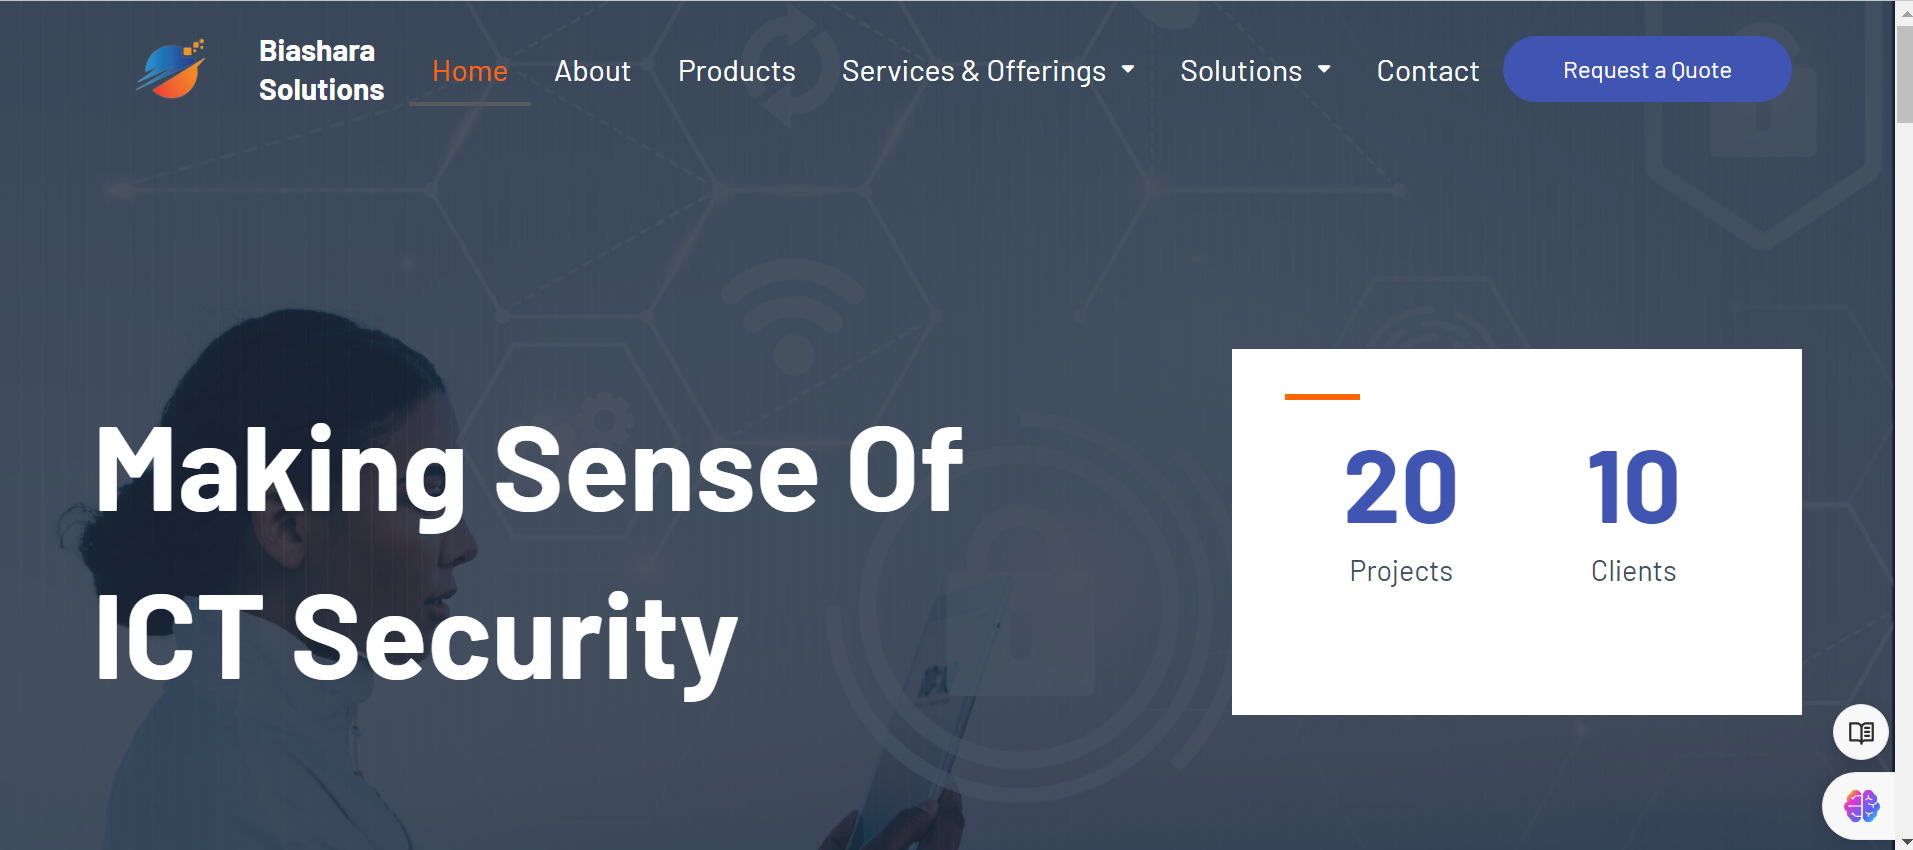 Biashara
Solutions
Home
About
Products
Services & Offerings
Solutions
Contact
Request a Quote
Making Sense Of
ICT Security
20
Projects
10
Clients